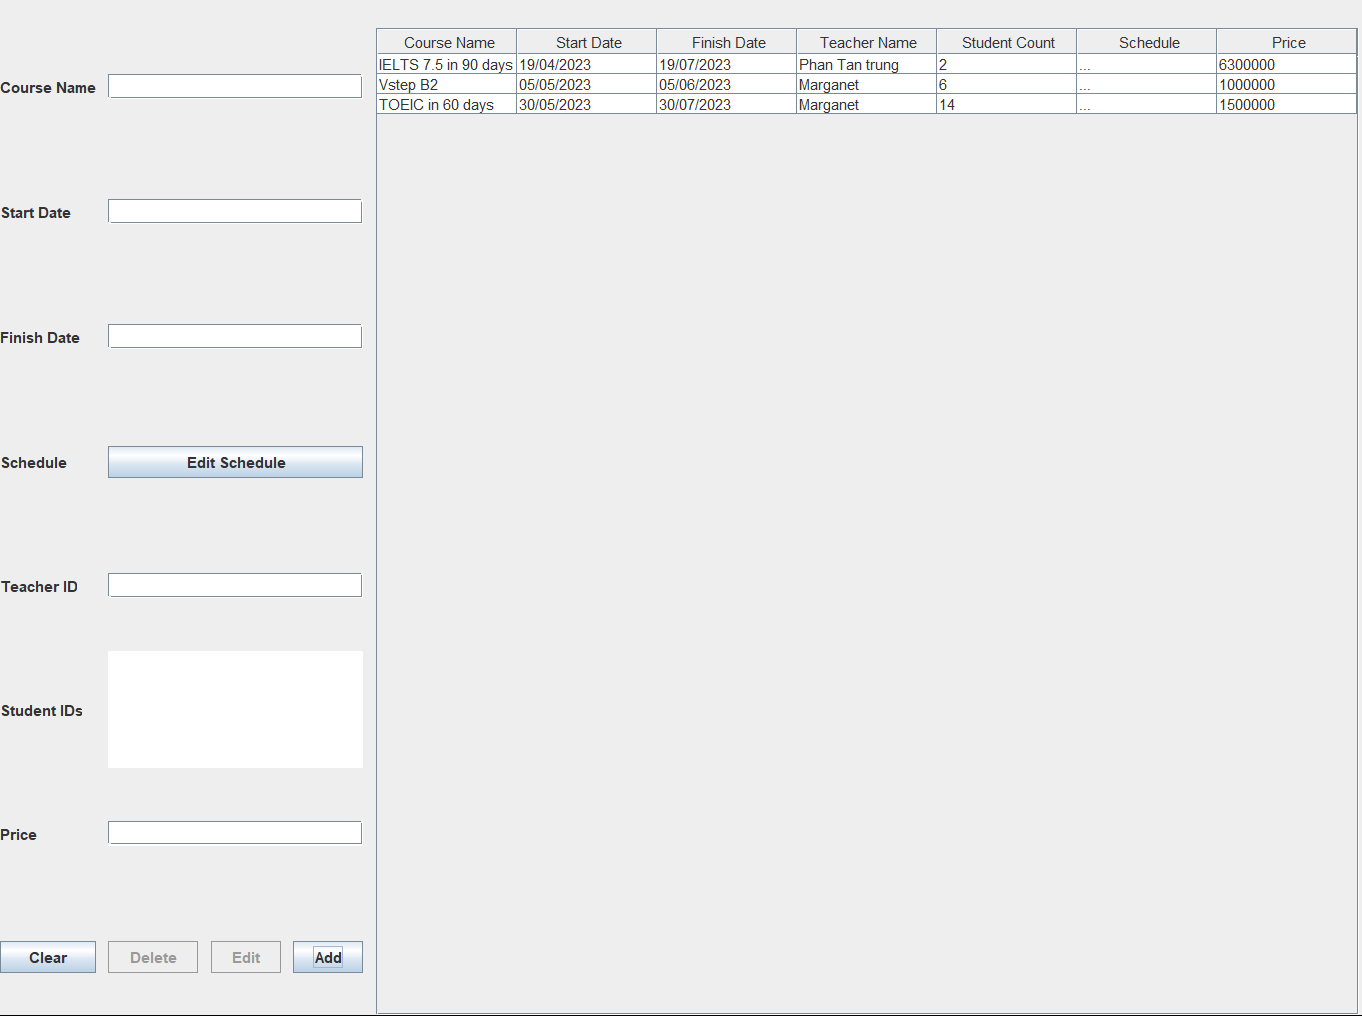 Course Name
Start Date
Finish Date
Schedule Edit Schedule
Teacher ID
Student IDs
Price
Clear Delete Edit Add
Course Name Start Date Finish Date Teacher Name Student Count Schedule Price
IELTS 7.5 in 90 days 19/04/2023 19/07/2023 Phan Tan trung 2 ... 6300000
Vstep B2 05/05/2023 05/06/2023 Marganet 6 ... 1000000
TOEIC in 60 days 30/05/2023 30/07/2023 Marganet 14 ... 1500000